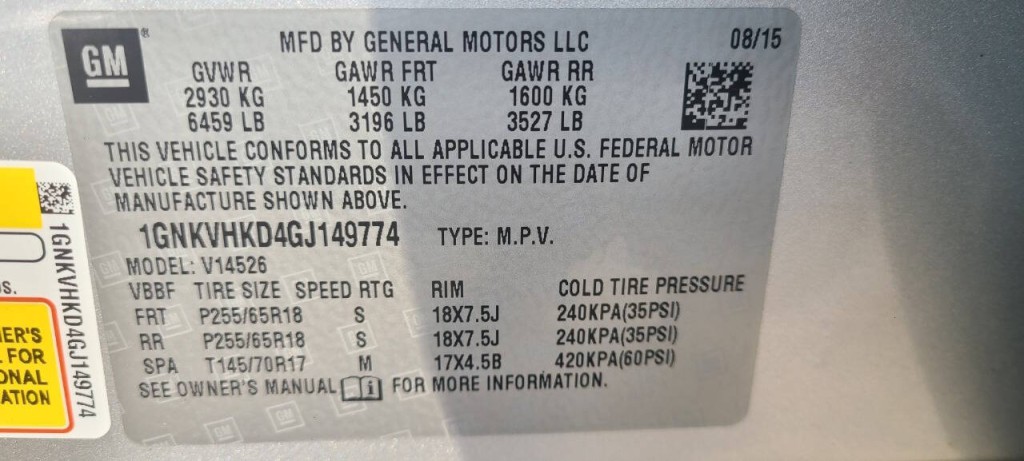 GM
MFD BY GENERAL MOTORS LLC 08/15
GVWR GAWR FRT GAWR RR
2930 KG 1450 KG 1600 KG
6459 LB 3196 LB 3527 LB
THIS VEHICLE CONFORMS TO ALL APPLICABLE U.S. FEDERAL MOTOR
VEHICLE SAFETY STANDARDS IN EFFECT ON THE DATE OF
MANUFACTURE SHOWN ABOVE.
1GNKVHKD4GJ149774 TYPE: M.P.V.
MODEL: V14526
VBBF TIRE SIZE SPEED RTG RIM COLD TIRE PRESSURE
FRT P255/65R18 S 18X7.5J 240KPA(35PSI)
RR P255/65R18 S 18X7.5J 240KPA(35PSI)
SPA T145/70R17 M 17X4.5B 420KPA(60PSI)
SEE OWNER'S MANUAL FOR MORE INFORMATION.
1GNKVHKD4GJ149774
S.
ER'S
FOR
ONAL
ATION